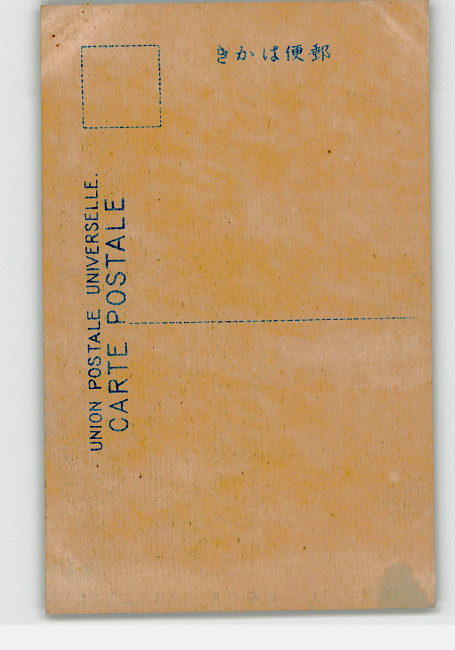 郵便はかき
UNION POSTALE UNIVERSELLE.
CARTE POSTALE